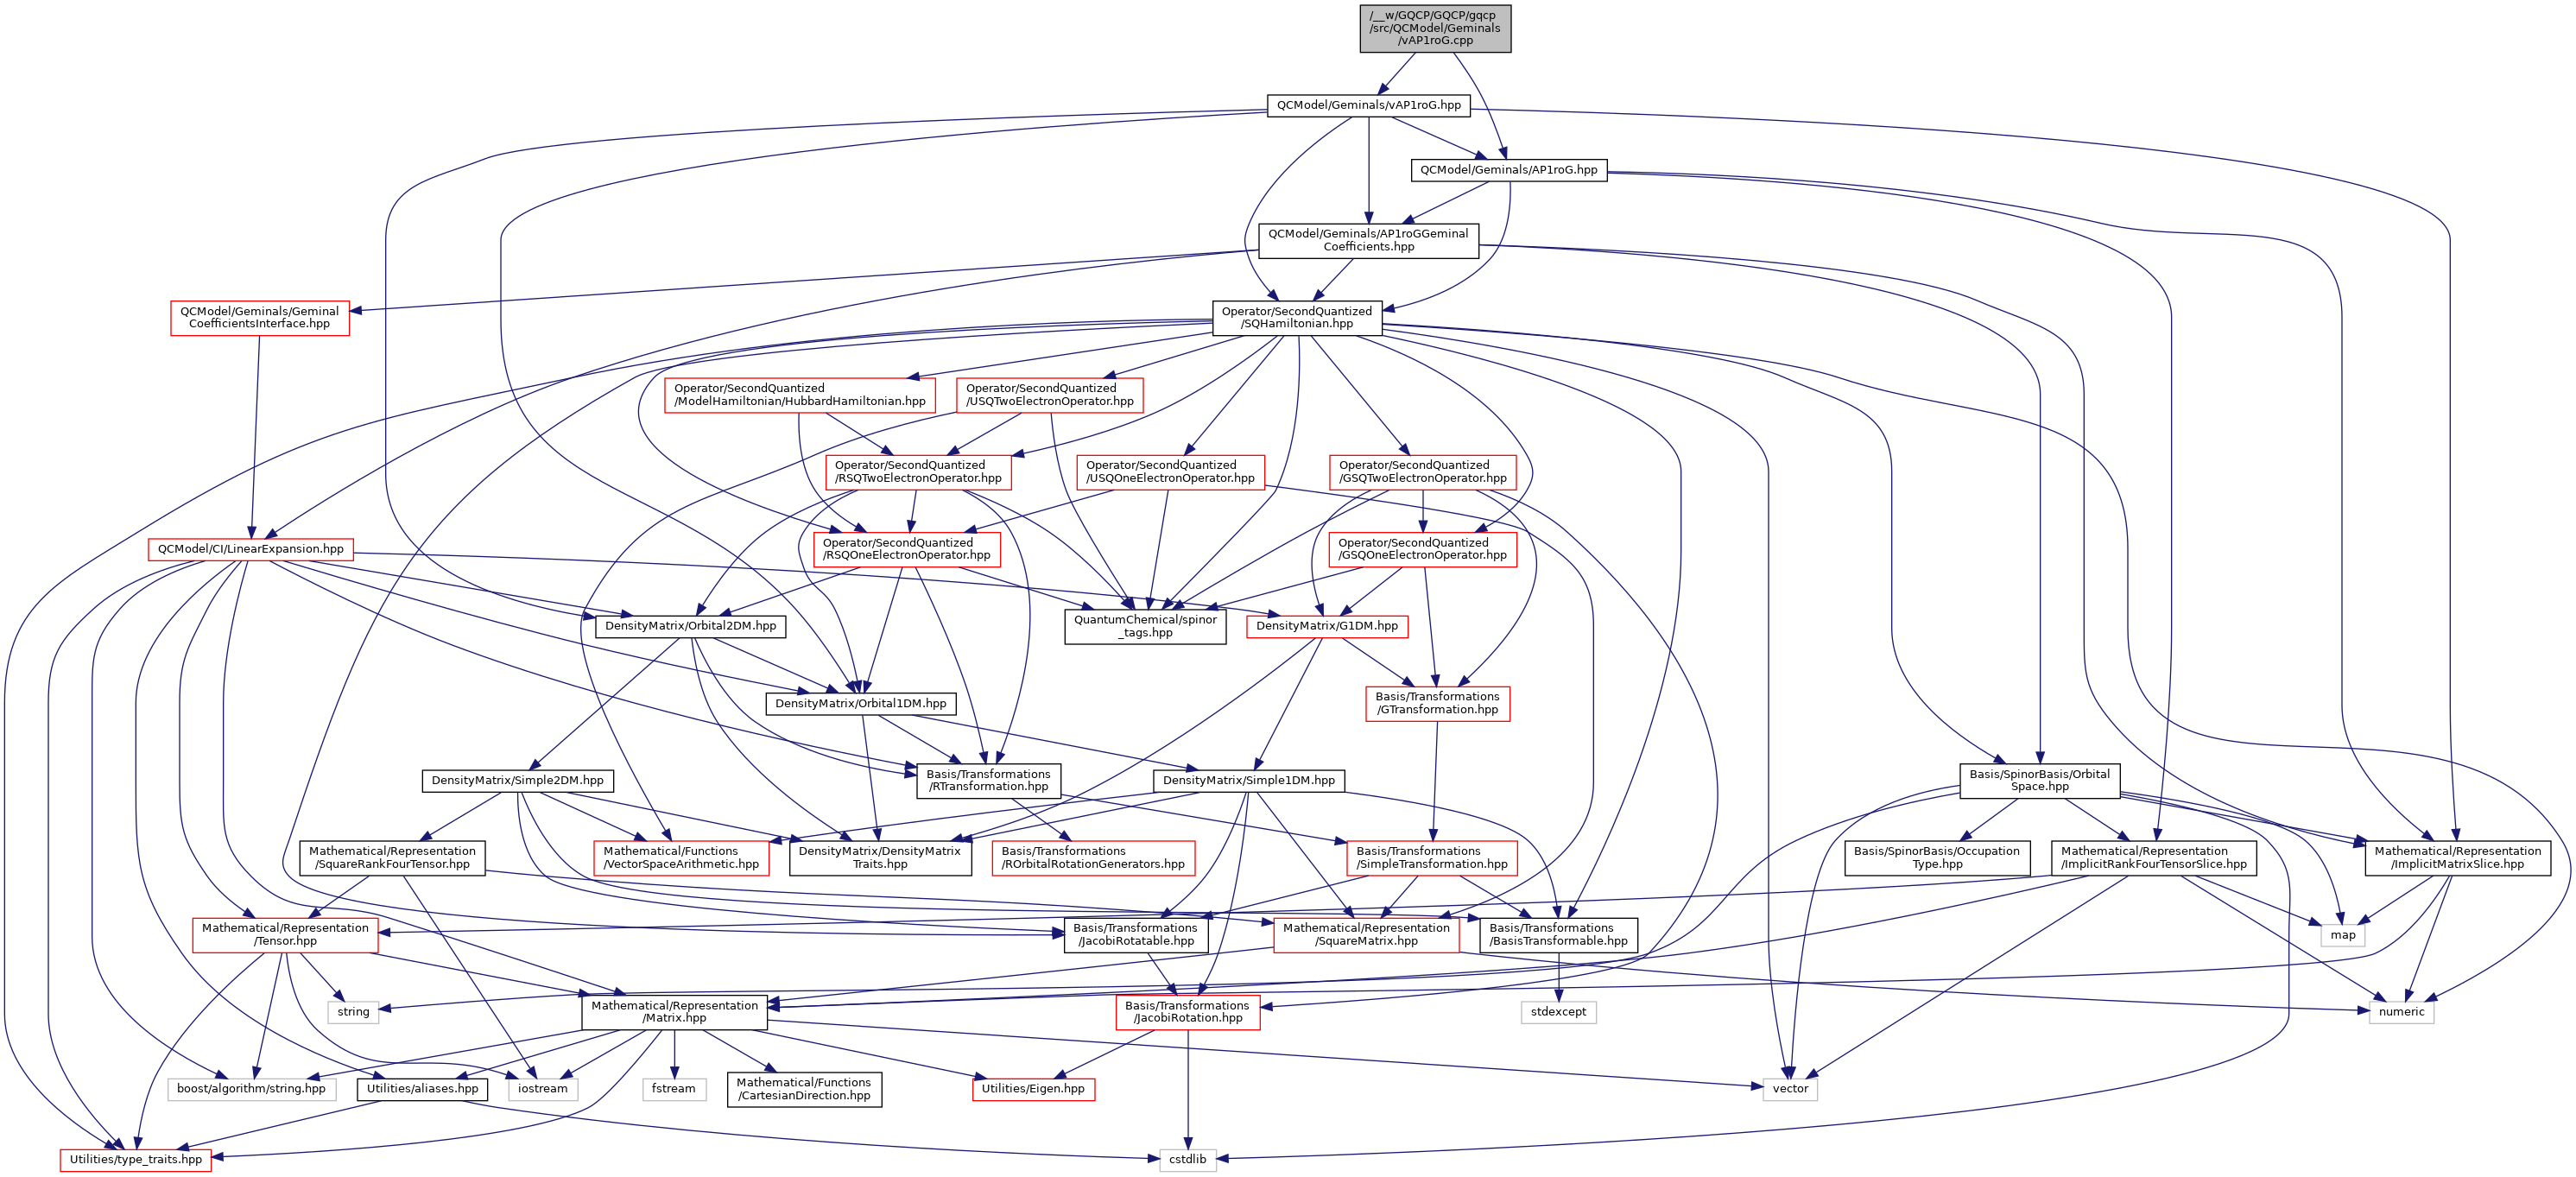 /__w/GQCP/GQCP/gqcp
/src/QCModel/Geminals
/vAP1roG.cpp
QCModel/Geminals/vAP1roG.hpp
QCModel/Geminals/AP1roG.hpp
QCModel/Geminals/AP1roGGeminal
Coefficients.hpp
QCModel/Geminals/Geminal
CoefficientsInterface.hpp
Operator/SecondQuantized
/SQHamiltonian.hpp
Operator/SecondQuantized
/ModelHamiltonian/HubbardHamiltonian.hpp
Operator/SecondQuantized
/USQTwoElectronOperator.hpp
Operator/SecondQuantized
/RSQTwoElectronOperator.hpp
Operator/SecondQuantized
/USQOneElectronOperator.hpp
Operator/SecondQuantized
/GSQTwoElectronOperator.hpp
QCModel/CI/LinearExpansion.hpp
Operator/SecondQuantized
/RSQOneElectronOperator.hpp
Operator/SecondQuantized
/GSQOneElectronOperator.hpp
DensityMatrix/Orbital2DM.hpp
QuantumChemical/spinor
_tags.hpp
DensityMatrix/G1DM.hpp
DensityMatrix/Orbital1DM.hpp
Basis/Transformations
/GTransformation.hpp
DensityMatrix/Simple2DM.hpp
Basis/Transformations
/RTransformation.hpp
DensityMatrix/Simple1DM.hpp
Basis/SpinorBasis/Orbital
Space.hpp
Mathematical/Representation
/SquareRankFourTensor.hpp
Mathematical/Functions
/VectorSpaceArithmetic.hpp
DensityMatrix/DensityMatrix
Traits.hpp
Basis/Transformations
/ROrbitalRotationGenerators.hpp
Basis/Transformations
/SimpleTransformation.hpp
Basis/SpinorBasis/Occupation
Type.hpp
Mathematical/Representation
/ImplicitRankFourTensorSlice.hpp
Mathematical/Representation
/ImplicitMatrixSlice.hpp
Mathematical/Representation
/Tensor.hpp
Basis/Transformations
/JacobiRotatable.hpp
Mathematical/Representation
/SquareMatrix.hpp
Basis/Transformations
/BasisTransformable.hpp
map
string
Mathematical/Representation
/Matrix.hpp
Basis/Transformations
/JacobiRotation.hpp
stdexcept
numeric
boost/algorithm/string.hpp
Utilities/aliases.hpp
iostream
fstream
Mathematical/Functions
/CartesianDirection.hpp
Utilities/Eigen.hpp
vector
Utilities/type_traits.hpp
cstdlib